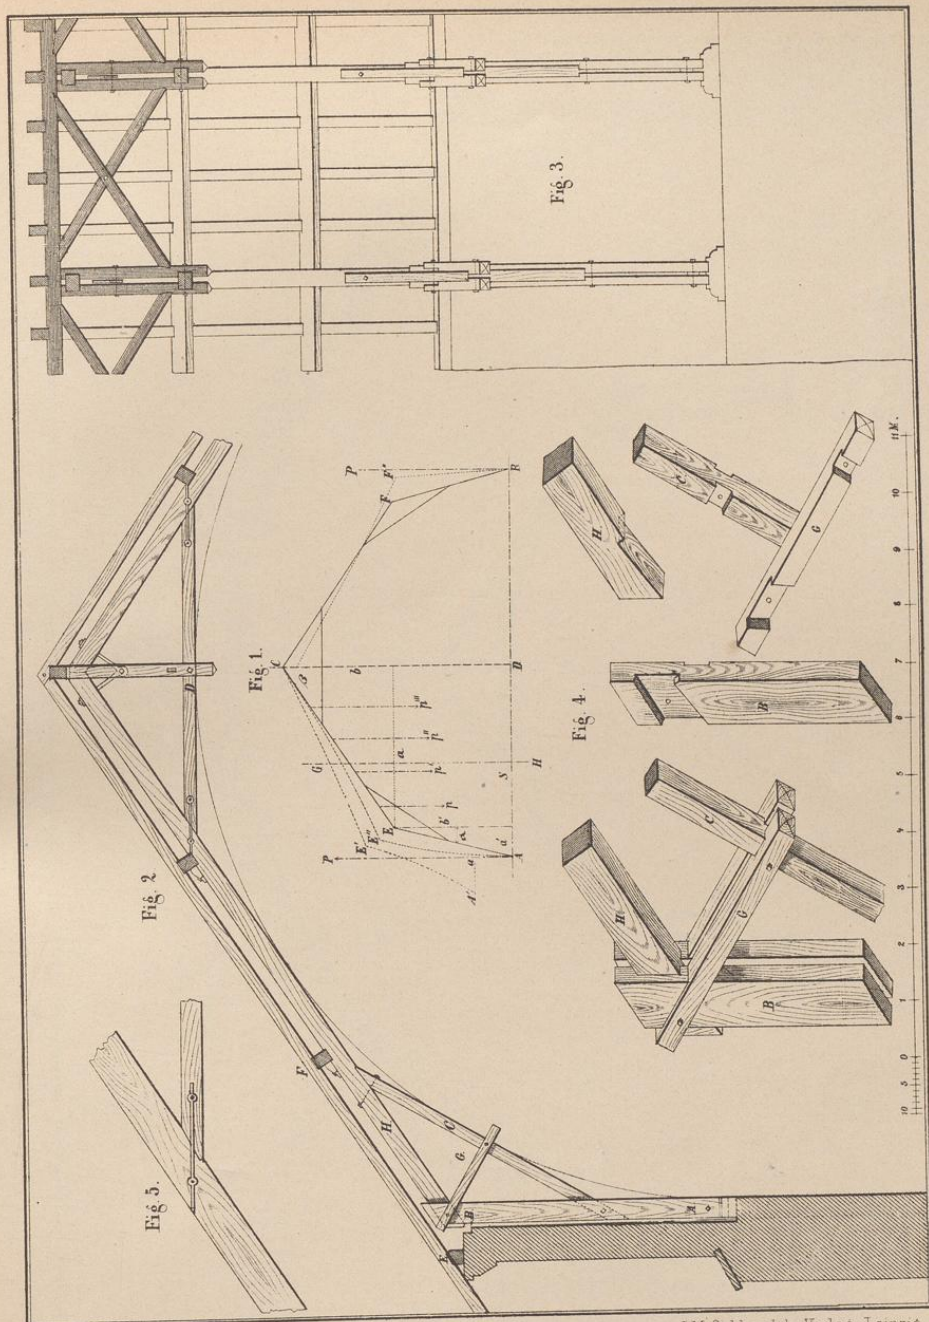 Fig. 5.
Fig. 2
Fig. 1.
Fig. 3.
Fig. 4.
F
H
C
G
B
A
D
E
P
E'
E''
E
A'
a
A
a'
b'
p
p'
p''
p'''
G
a
b
S
H
C
D
F
F''
P
B
H
G
C
B
B
H
C
G
10 5 0 1 2 3 4 5 6 7 8 9 10 11 M.